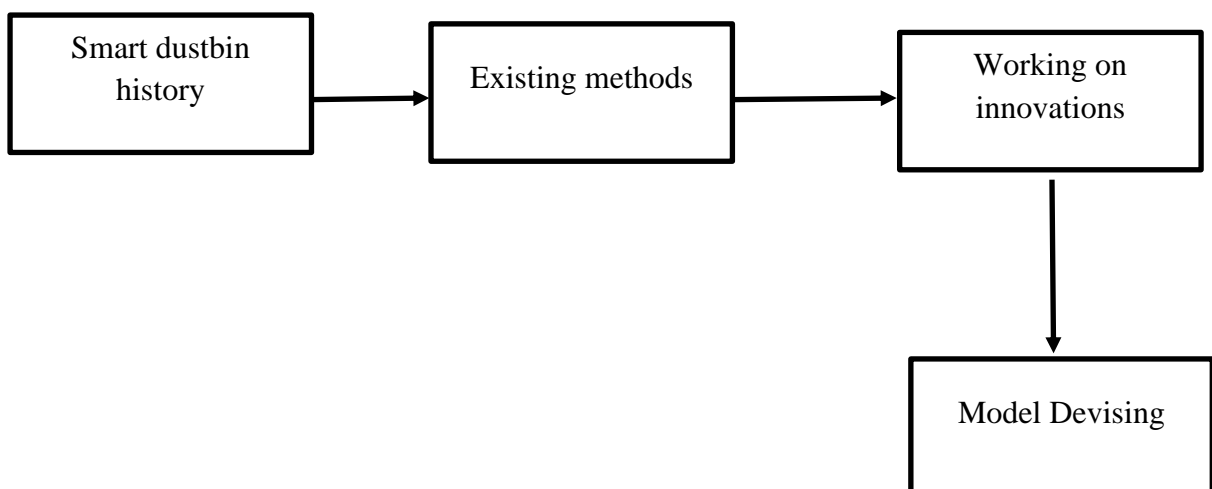 Smart dustbin
history
Existing methods
Working on
innovations
Model Devising